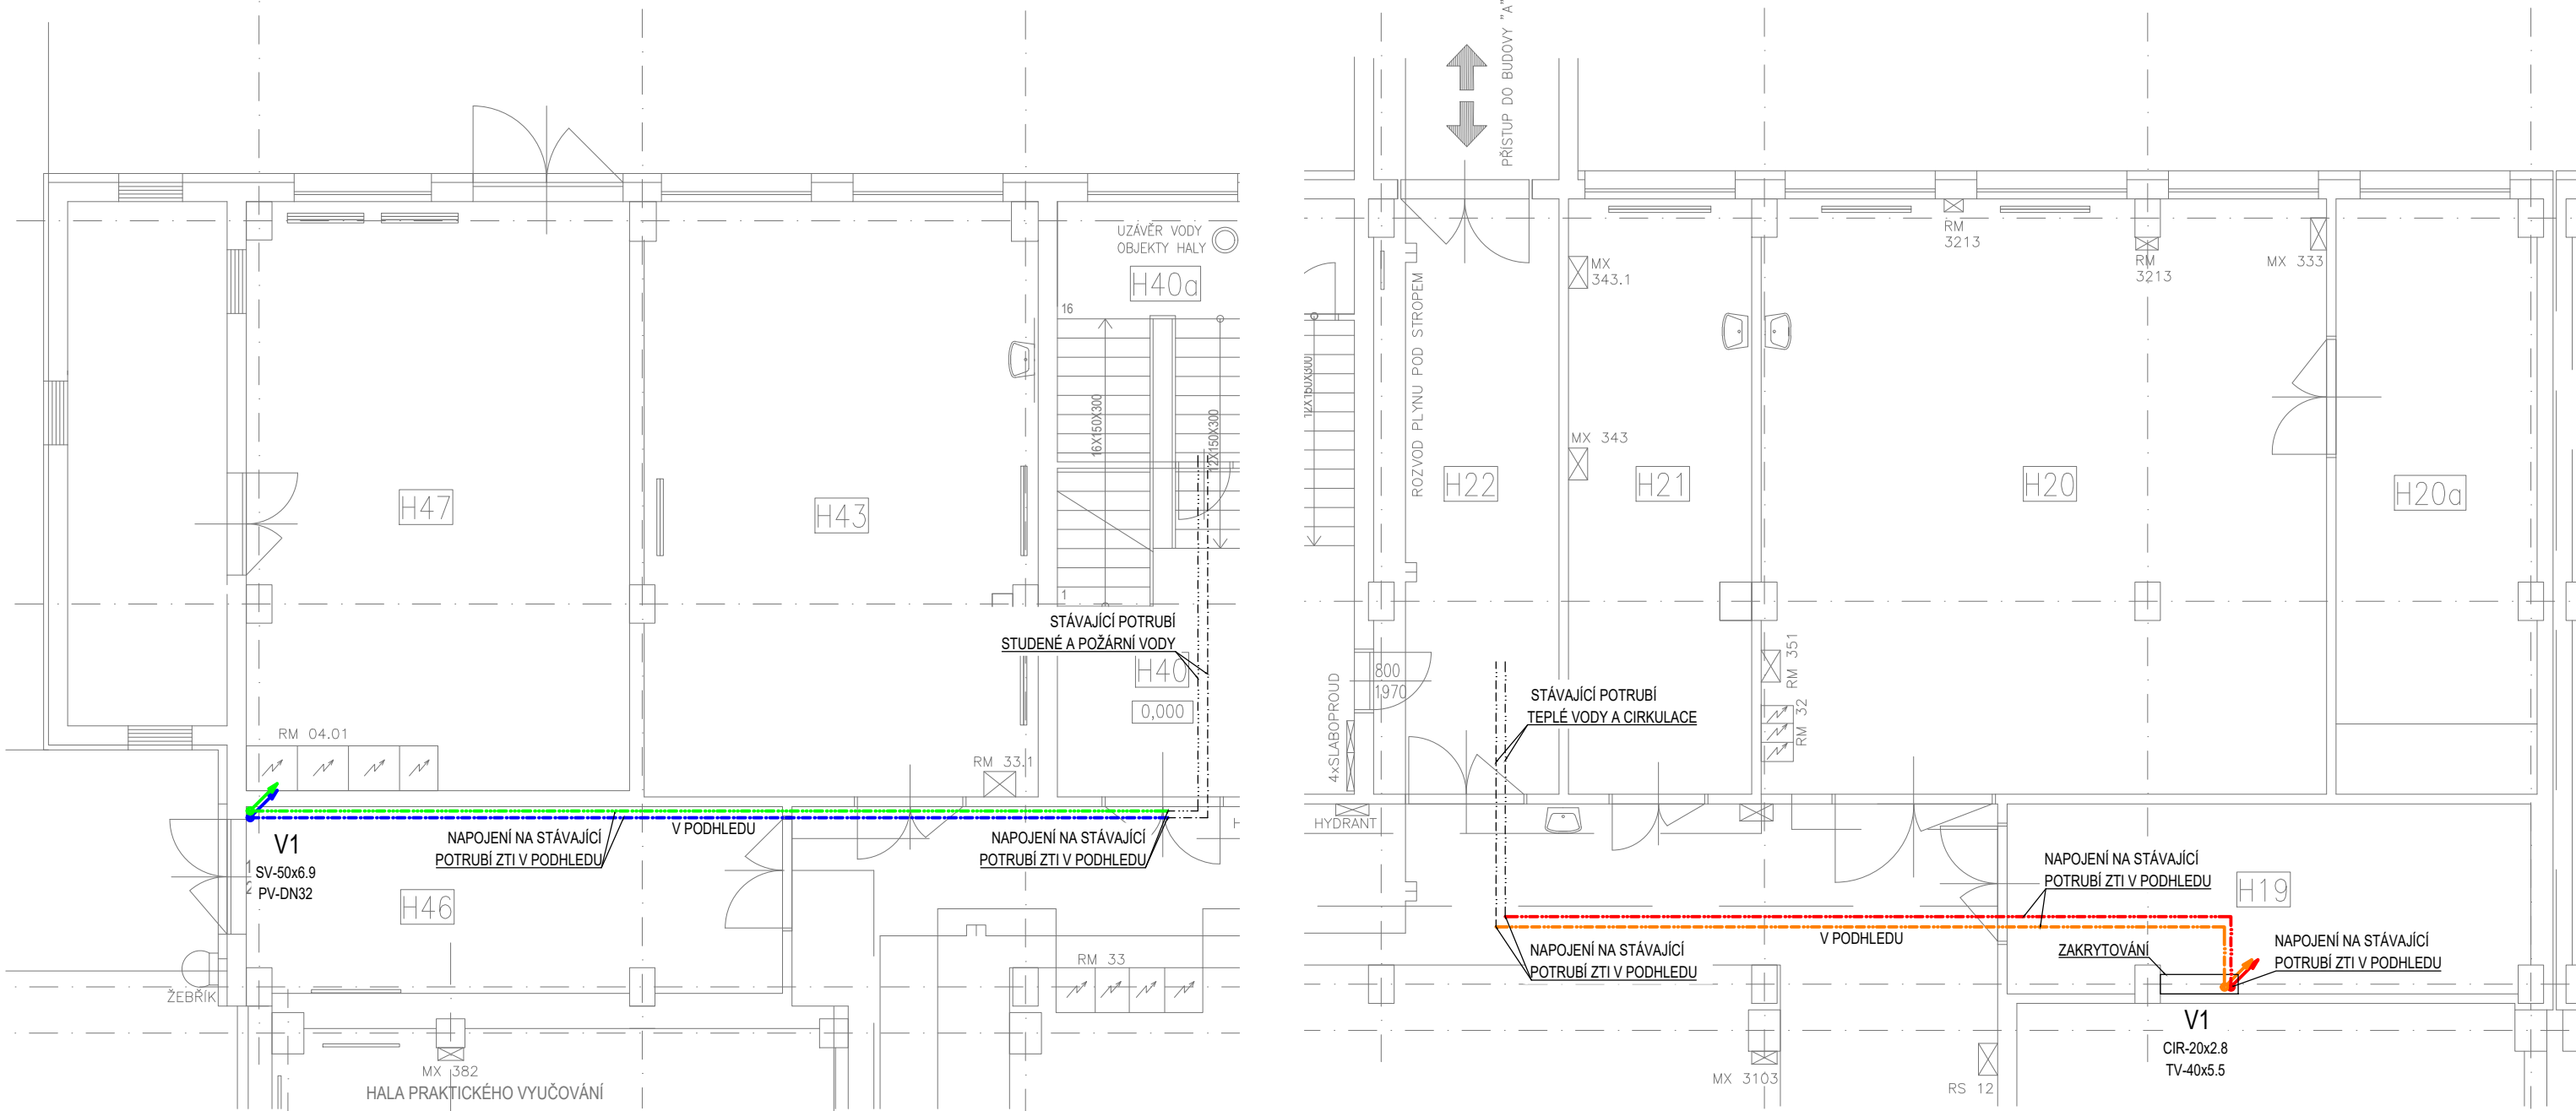 UZÁVĚR VODY
OBJEKTY HALY
H40a
16
16X150X300
12X150X300
H47
H43
1
STÁVAJÍCÍ POTRUBÍ
STUDENÉ A POŽÁRNÍ VODY
H40
0,000
RM 04.01
RM 33.1
NAPOJENÍ NA STÁVAJÍCÍ
POTRUBÍ ZTI V PODHLEDU
V PODHLEDU
NAPOJENÍ NA STÁVAJÍCÍ
POTRUBÍ ZTI V PODHLEDU
V1
1
SV-50x6.9
2
PV-DN32
H46
ŽEBŘÍK
RM 33
MX 382
HALA PRAKTICKÉHO VYUČOVÁNÍ
PŘÍSTUP DO BUDOVY "A"
ROZVOD PLYNU POD STROPEM
12X150X300
MX
343.1
RM
3213
RM
3213
MX 333
MX 343
H22
H21
H20
H20a
4xSLABOPROUD
800
1970
RM 351
RM 32
STÁVAJÍCÍ POTRUBÍ
TEPLÉ VODY A CIRKULACE
HYDRANT
NAPOJENÍ NA STÁVAJÍCÍ
POTRUBÍ ZTI V PODHLEDU
H19
V PODHLEDU
NAPOJENÍ NA STÁVAJÍCÍ
POTRUBÍ ZTI V PODHLEDU
ZAKRYTOVÁNÍ
NAPOJENÍ NA STÁVAJÍCÍ
POTRUBÍ ZTI V PODHLEDU
V1
CIR-20x2.8
TV-40x5.5
MX 3103
RS 12